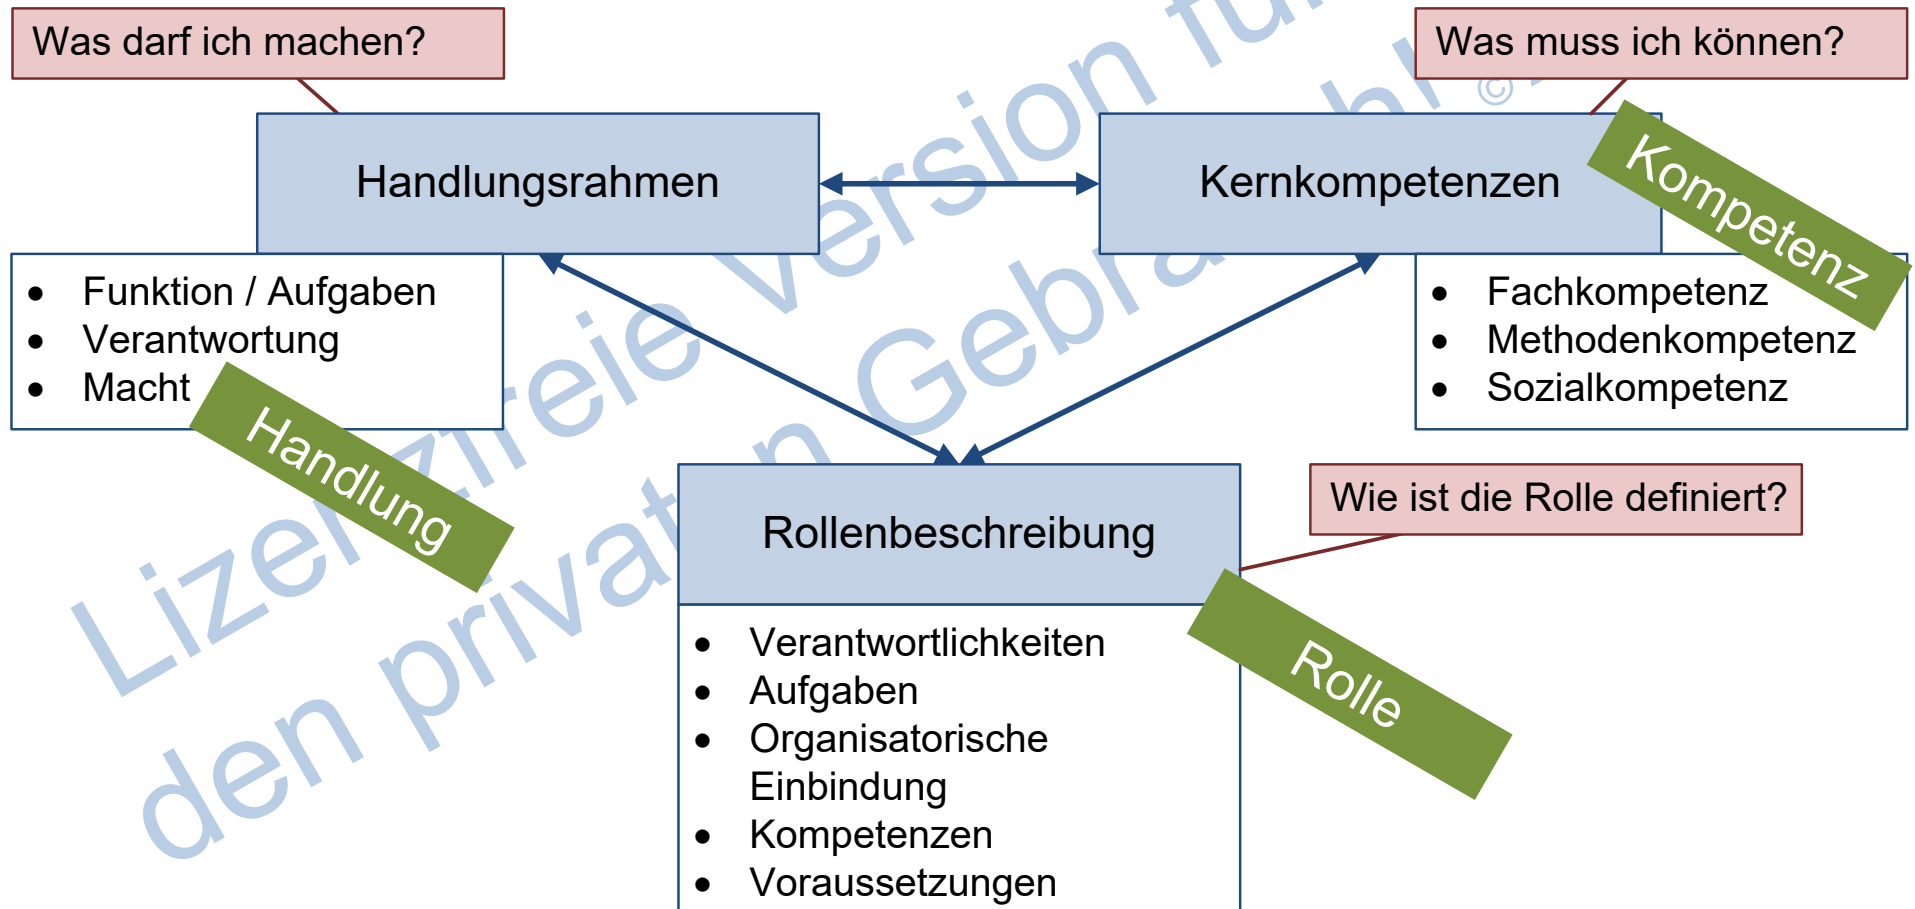 Was darf ich machen?
Was muss ich können?
Handlungsrahmen
Kernkompetenzen
Kompetenz
• Funktion / Aufgaben
• Verantwortung
• Macht
Handlung
• Fachkompetenz
• Methodenkompetenz
• Sozialkompetenz
Rollenbeschreibung
Wie ist die Rolle definiert?
Rolle
• Verantwortlichkeiten
• Aufgaben
• Organisatorische
Einbindung
• Kompetenzen
• Voraussetzungen
Lizenzfreie Version für
den privaten Gebrauch!
©